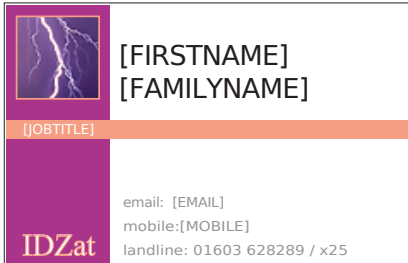 [FIRSTNAME]
[FAMILYNAME]
[JOBTITLE]
email: [EMAIL]
mobile:[MOBILE]
landline: 01603 628289 / x25
IDZat